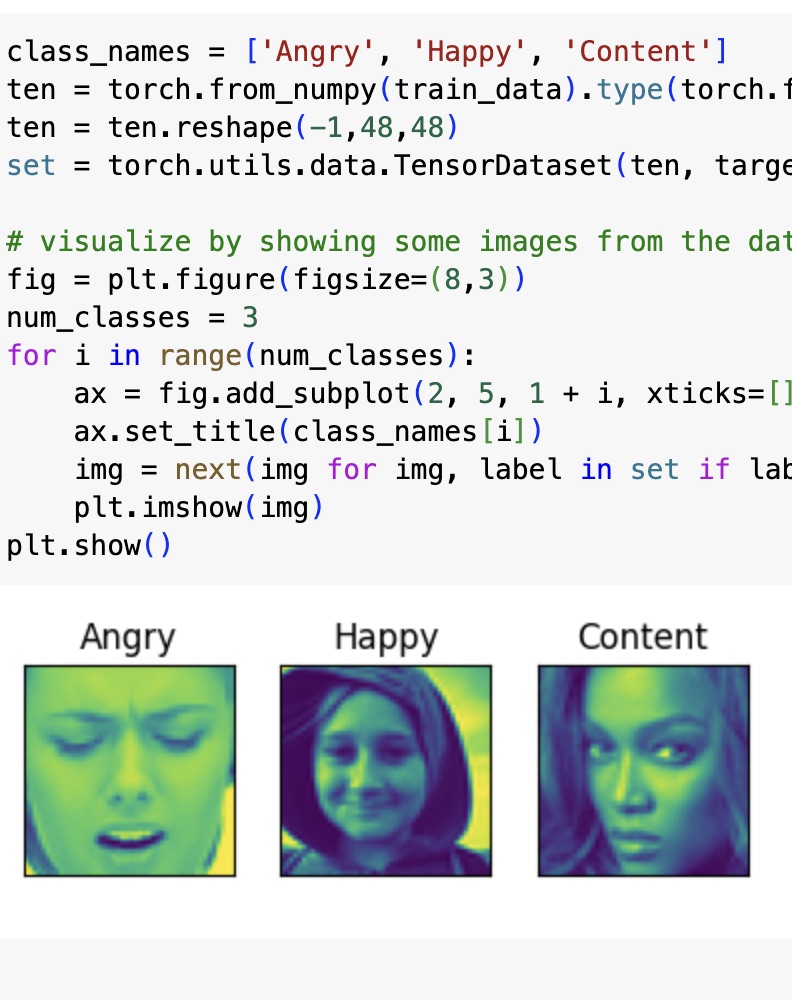 class_names = ['Angry', 'Happy', 'Content']
ten = torch.from_numpy(train_data).type(torch.f
ten = ten.reshape(-1,48,48)
set = torch.utils.data.TensorDataset(ten, targe
# visualize by showing some images from the dat
fig = plt.figure(figsize=(8,3))
num_classes = 3
for i in range(num_classes):
    ax = fig.add_subplot(2, 5, 1 + i, xticks=[]
    ax.set_title(class_names[i])
    img = next(img for img, label in set if lab
    plt.imshow(img)
plt.show()
Angry Happy Content